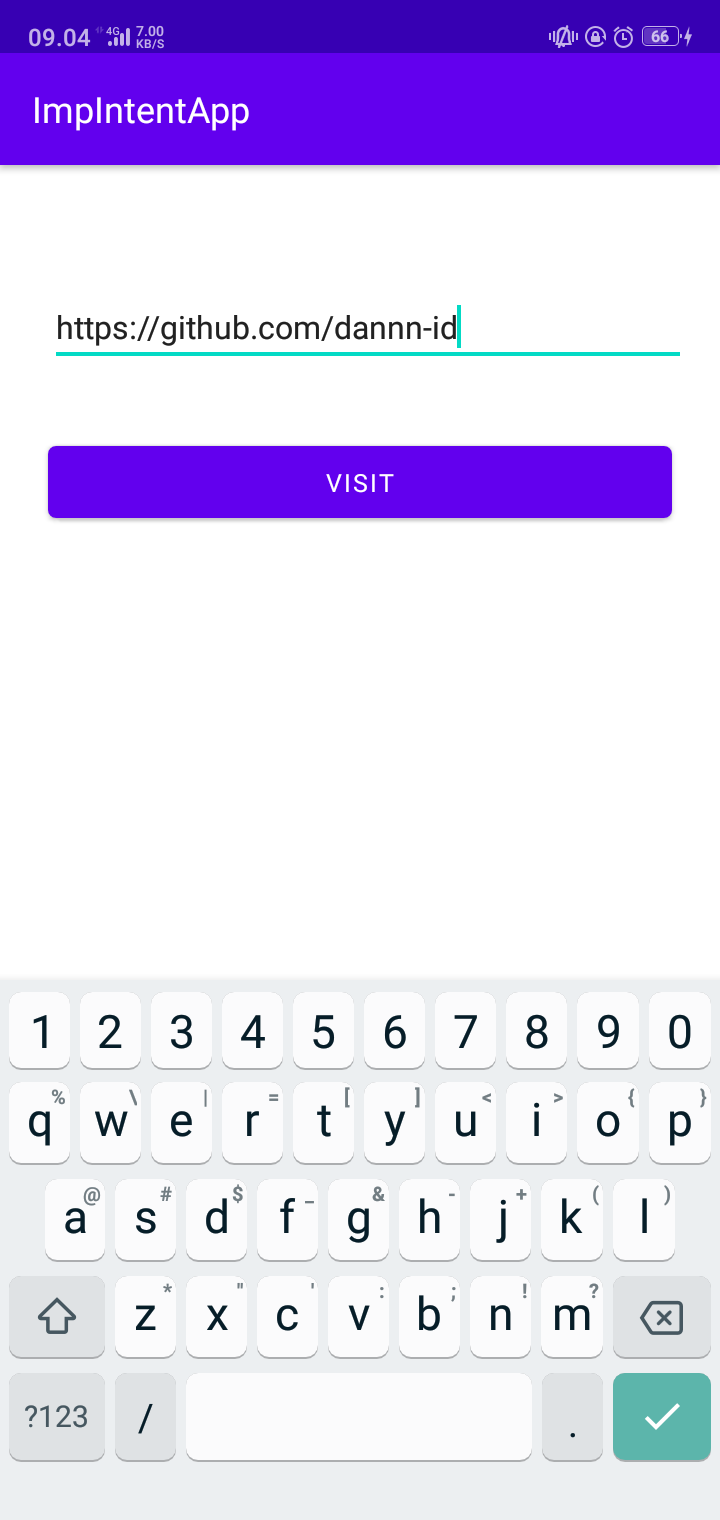 09.04 4G 7.00 KB/S 66
ImpIntentApp
https://github.com/dannn-id
VISIT
1 2 3 4 5 6 7 8 9 0
q % w \ e | r = t [ y ] u < i > o { p }
a @ s # d $ f _ g & h - j + k ( l )
z * x " c ' v : b ; n ! m ?
?123 / .